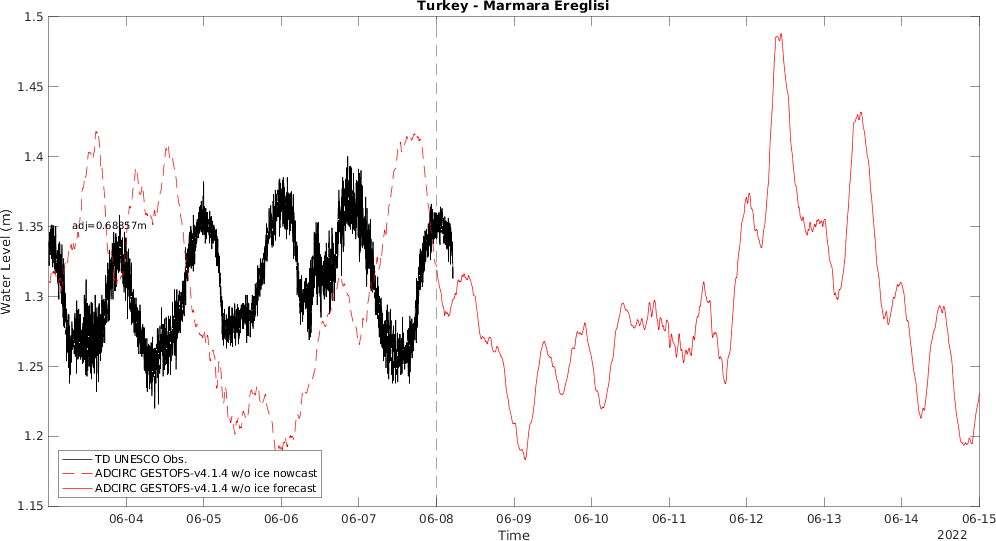 Turkey - Marmara Ereglisi
1.5
1.45
1.4
1.35
1.3
1.25
1.2
1.15
Water Level (m)
adj=0.68357m
TD UNESCO Obs.
ADCIRC GESTOFS-v4.1.4 w/o ice nowcast
ADCIRC GESTOFS-v4.1.4 w/o ice forecast
06-04 06-05 06-06 06-07 06-08 06-09 06-10 06-11 06-12 06-13 06-14 06-15
Time
2022